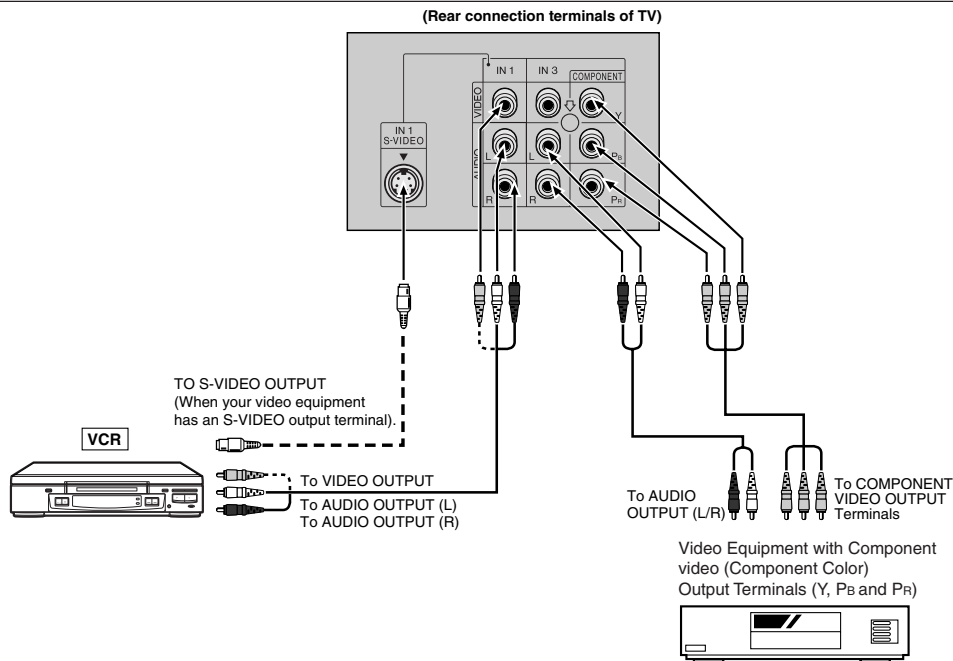 (Rear connection terminals of TV)
IN 1
IN 3
COMPONENT
VIDEO
Y
IN 1
S-VIDEO
L
L
PB
AUDIO
R
R
PR
TO S-VIDEO OUTPUT
(When your video equipment
has an S-VIDEO output terminal).
VCR
To VIDEO OUTPUT
To AUDIO OUTPUT (L)
To AUDIO OUTPUT (R)
To AUDIO
OUTPUT (L/R)
To COMPONENT
VIDEO OUTPUT
Terminals
Video Equipment with Component
video (Component Color)
Output Terminals (Y, PB and PR)